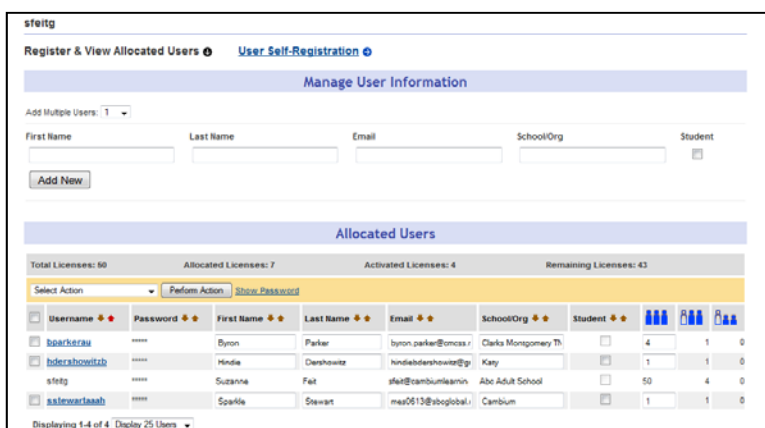 sfeitg
Register & View Allocated Users User Self-Registration
Manage User Information
Add Multiple Users: 1
First Name Last Name Email School/Org Student
Add New
Allocated Users
Total Licenses: 50 Allocated Licenses: 7 Activated Licenses: 4 Remaining Licenses: 43
Select Action Perform Action Show Password
Username Password First Name Last Name Email School/Org Student
bparkerau ***** Byron Parker byron.parker@cmcss.r Clarks Montgomery TN 4 1 0
hdershowitzb ***** Hindie Dershowitz hindiebdershowitz@g Katy 1 1 0
sfeitg ***** Suzanne Feit sfeit@cambiumlearnin Abc Adult School 50 4 0
sstewartaaah ***** Sparkle Stewart mes0613@sbcglobal. Cambium 1 1 0
Displaying 1-4 of 4 Display 25 Users